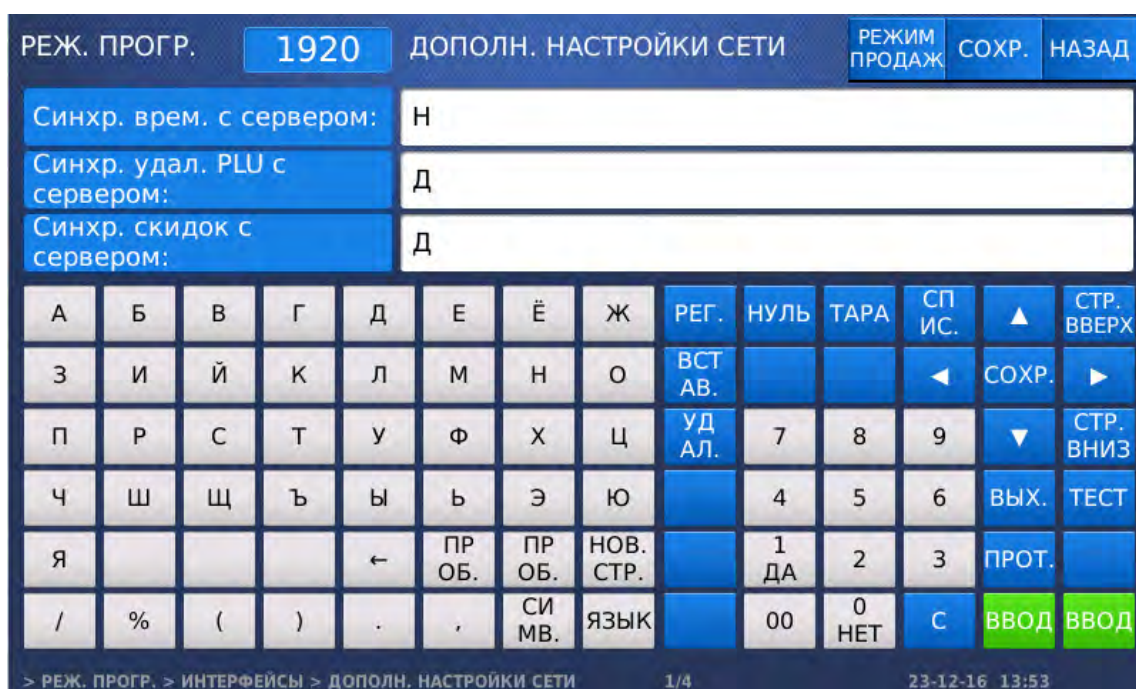 РЕЖ. ПРОГР. 1920 ДОПОЛН. НАСТРОЙКИ СЕТИ РЕЖИМ ПРОДАЖ СОХР. НАЗАД
Синхр. врем. с сервером: Н
Синхр. удал. PLU с
сервером: Д
Синхр. скидок с
сервером: Д
А Б В Г Д Е Ё Ж РЕГ. НУЛЬ ТАРА СП ИС. ▲ СТР. ВВЕРХ
З И Й К Л М Н О ВСТ АВ. ◀ СОХР. ▶
П Р С Т У Ф Х Ц УД АЛ. 7 8 9 ▼ СТР. ВНИЗ
Ч Ш Щ Ъ Ы Ь Э Ю 4 5 6 ВЫХ. ТЕСТ
Я ← ПР ОБ. ПР ОБ. НОВ. СТР. 1 ДА 2 3 ПРОТ.
/ % ( ) . , СИ МВ. ЯЗЫК 00 0 НЕТ С ВВОД ВВОД
> РЕЖ. ПРОГР. > ИНТЕРФЕЙСЫ > ДОПОЛН. НАСТРОЙКИ СЕТИ 1/4 23-12-16 13:53